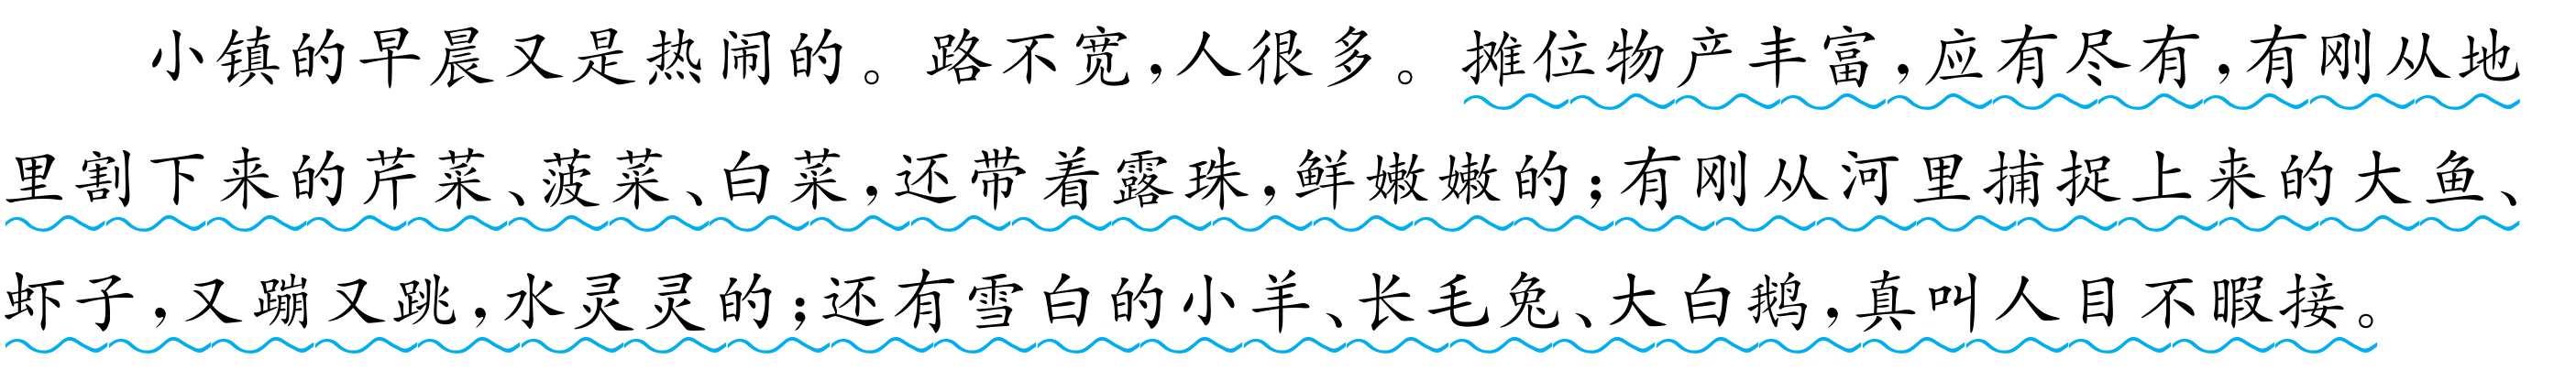 小镇的早晨又是热闹的。路不宽,人很多。摊位物产丰富,应有尽有,有刚从地
里割下来的芹菜、菠菜、白菜,还带着露珠,鲜嫩嫩的;有刚从河里捕捉上来的大鱼、
虾子,又蹦又跳,水灵灵的;还有雪白的小羊、长毛兔、大白鹅,真叫人目不暇接。